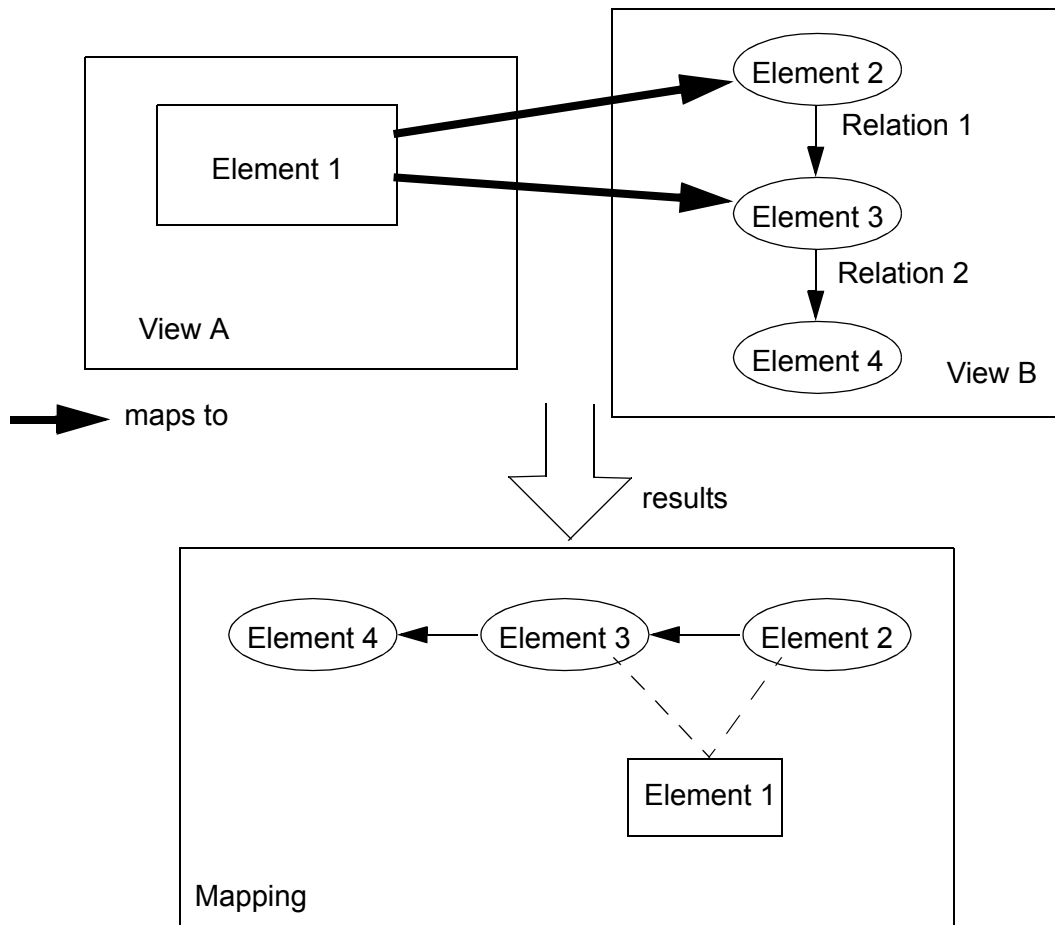 Element 1
View A
Element 2
Relation 1
Element 3
Relation 2
Element 4
View B
maps to
results
Element 4
Element 3
Element 2
Element 1
Mapping